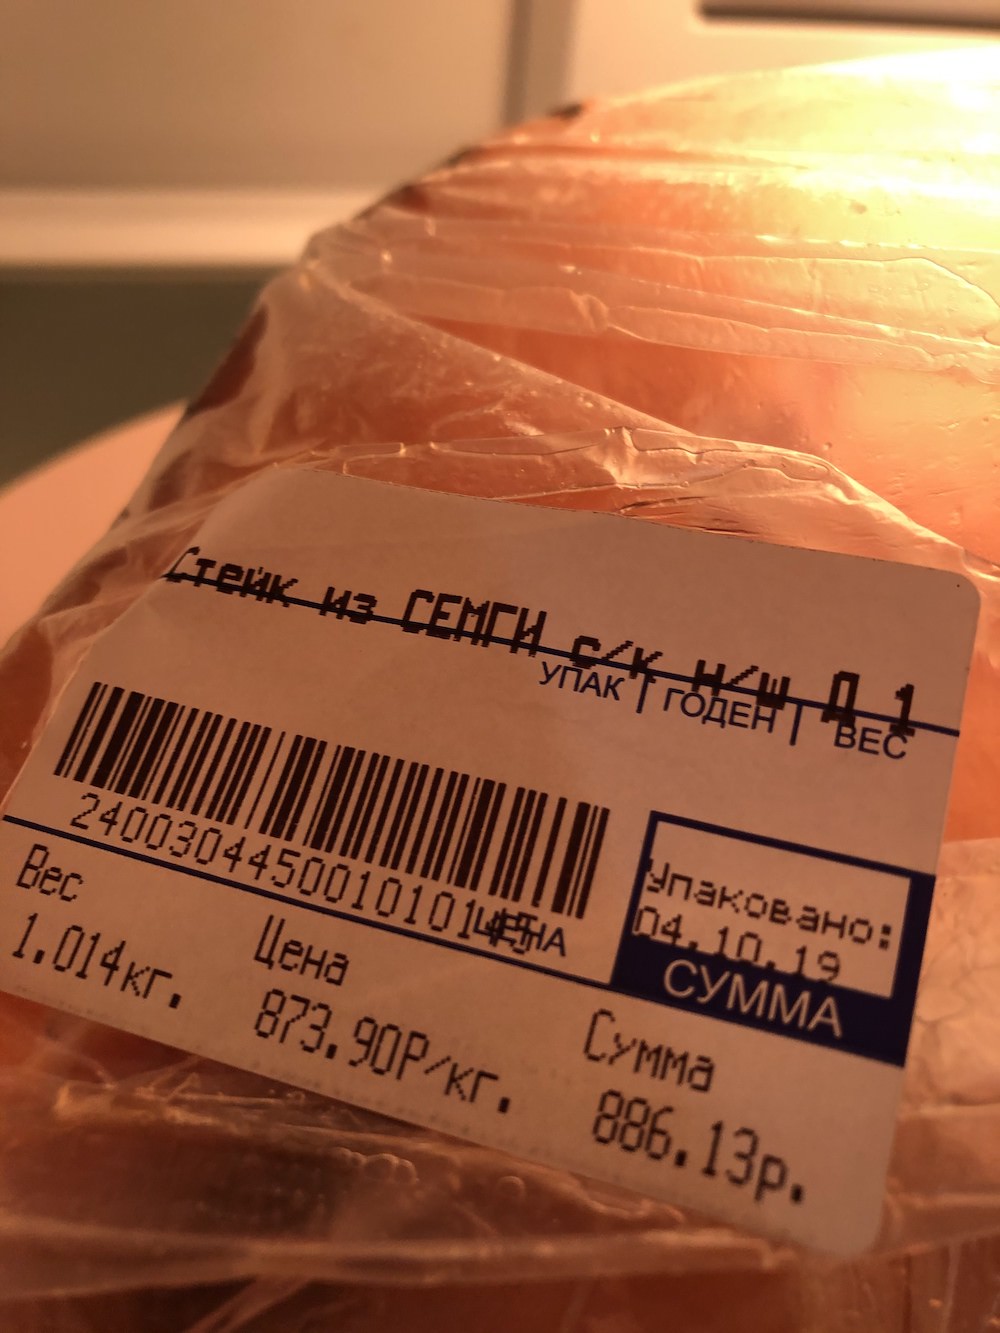 Стейк из СЕМГИ с/к н/ш Д 1
УПАК ГОДЕН ВЕС
Упаковано:
04.10.19
ЦЕНА
СУММА
Вес Цена Сумма
1.014кг. 873.90Р/кг. 886.13р.